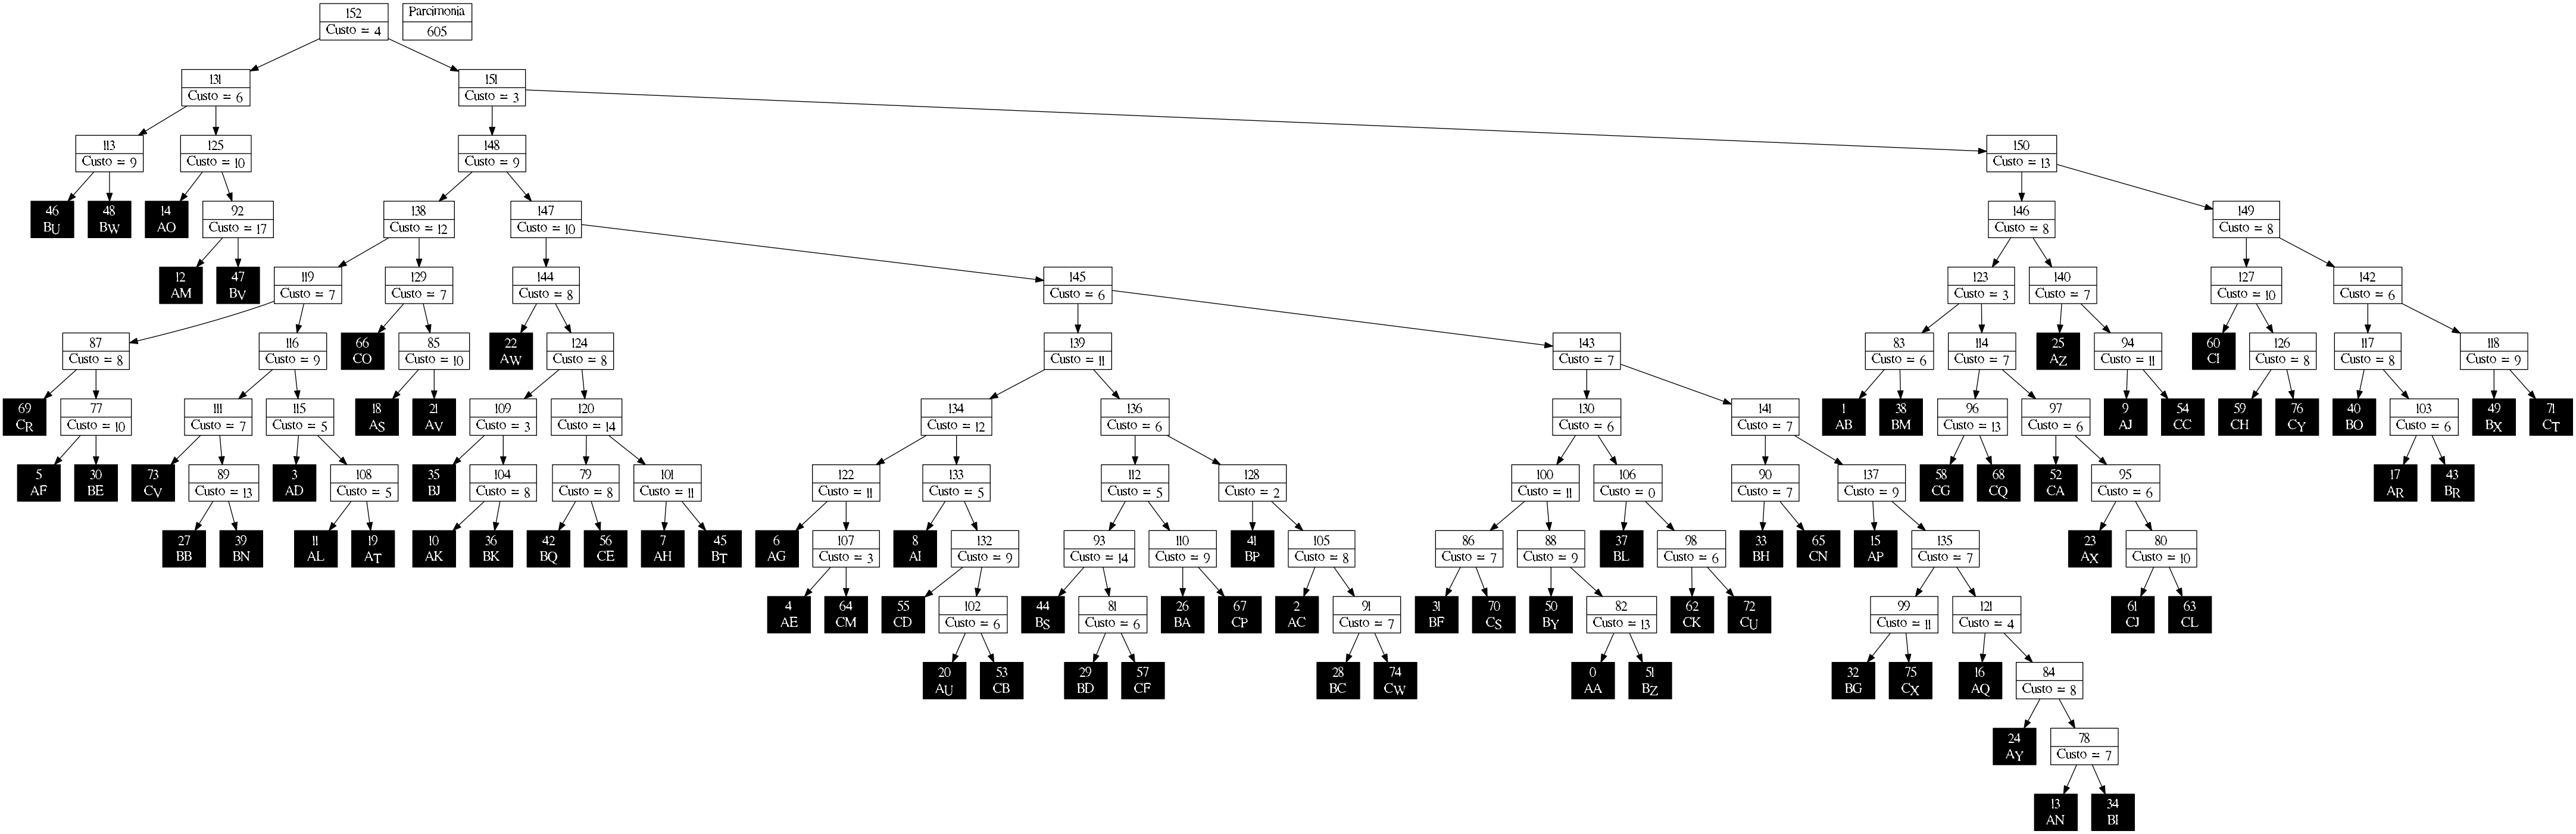 152
Custo = 4
Parcimonia
605
131
Custo = 6
151
Custo = 3
113
Custo = 9
125
Custo = 10
148
Custo = 9
150
Custo = 13
46
BU
48
BW
14
AO
92
Custo = 17
138
Custo = 12
147
Custo = 10
146
Custo = 8
149
Custo = 8
12
AM
47
BV
119
Custo = 7
129
Custo = 7
144
Custo = 8
145
Custo = 6
123
Custo = 3
140
Custo = 7
127
Custo = 10
142
Custo = 6
87
Custo = 8
116
Custo = 9
66
CO
85
Custo = 10
22
AW
124
Custo = 8
139
Custo = 11
143
Custo = 7
83
Custo = 6
114
Custo = 7
25
AZ
94
Custo = 11
60
CI
126
Custo = 8
117
Custo = 8
118
Custo = 9
69
CR
77
Custo = 10
111
Custo = 7
115
Custo = 5
18
AS
21
AV
109
Custo = 3
120
Custo = 14
134
Custo = 12
136
Custo = 6
130
Custo = 6
141
Custo = 7
1
AB
38
BM
96
Custo = 13
97
Custo = 6
9
AJ
54
CC
59
CH
76
CY
40
BO
103
Custo = 6
49
BX
71
CT
5
AF
30
BE
73
CV
89
Custo = 13
3
AD
108
Custo = 5
35
BJ
104
Custo = 8
79
Custo = 8
101
Custo = 11
122
Custo = 11
133
Custo = 5
112
Custo = 5
128
Custo = 2
100
Custo = 11
106
Custo = 0
90
Custo = 7
137
Custo = 9
58
CG
68
CQ
52
CA
95
Custo = 6
17
AR
43
BR
27
BB
39
BN
11
AL
19
AT
10
AK
36
BK
42
BQ
56
CE
7
AH
45
BT
6
AG
107
Custo = 3
8
AI
132
Custo = 9
93
Custo = 14
110
Custo = 9
41
BP
105
Custo = 8
86
Custo = 7
88
Custo = 9
37
BL
98
Custo = 6
33
BH
65
CN
15
AP
135
Custo = 7
23
AX
80
Custo = 10
4
AE
64
CM
55
CD
102
Custo = 6
44
BS
81
Custo = 6
26
BA
67
CP
2
AC
91
Custo = 7
31
BF
70
CS
50
BY
82
Custo = 13
62
CK
72
CU
99
Custo = 11
121
Custo = 4
61
CJ
63
CL
20
AU
53
CB
29
BD
57
CF
28
BC
74
CW
0
AA
51
BZ
32
BG
75
CX
16
AQ
84
Custo = 8
24
AY
78
Custo = 7
13
AN
34
BI